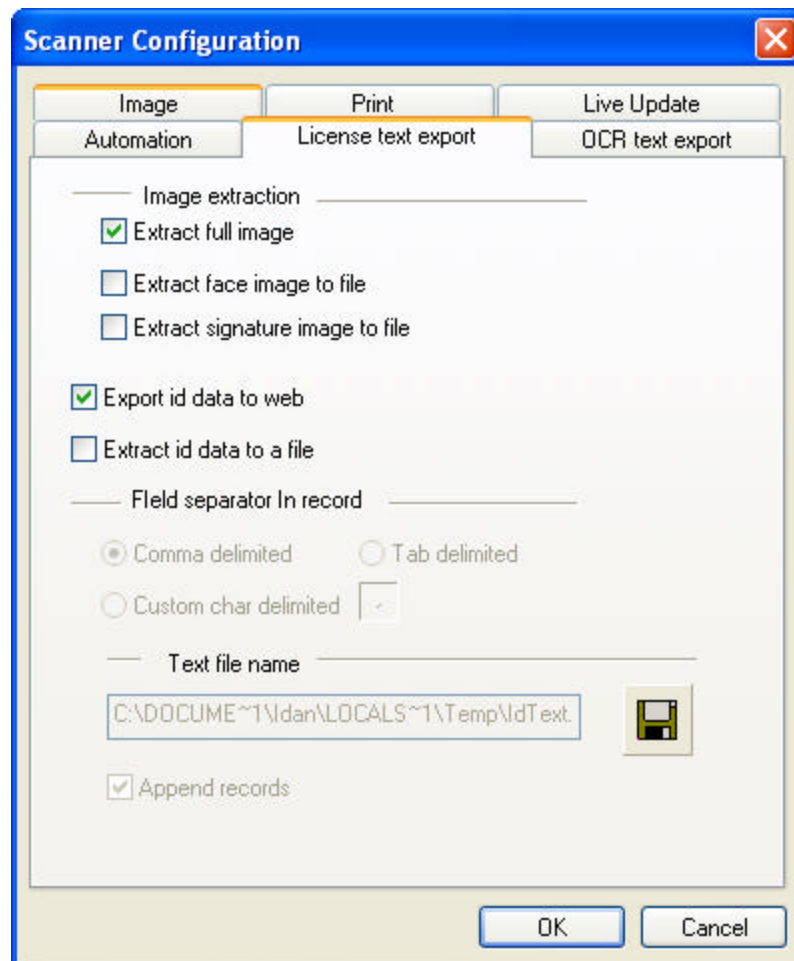 Scanner Configuration
Image Print Live Update
Automation License text export OCR text export
Image extraction
Extract full image
Extract face image to file
Extract signature image to file
Export id data to web
Extract id data to a file
FIeld separator In record
Comma delimited Tab delimited
Custom char delimited -
Text file name
C:\DOCUME~1\Idan\LOCALS~1\Temp\IdText.
Append records
OK Cancel